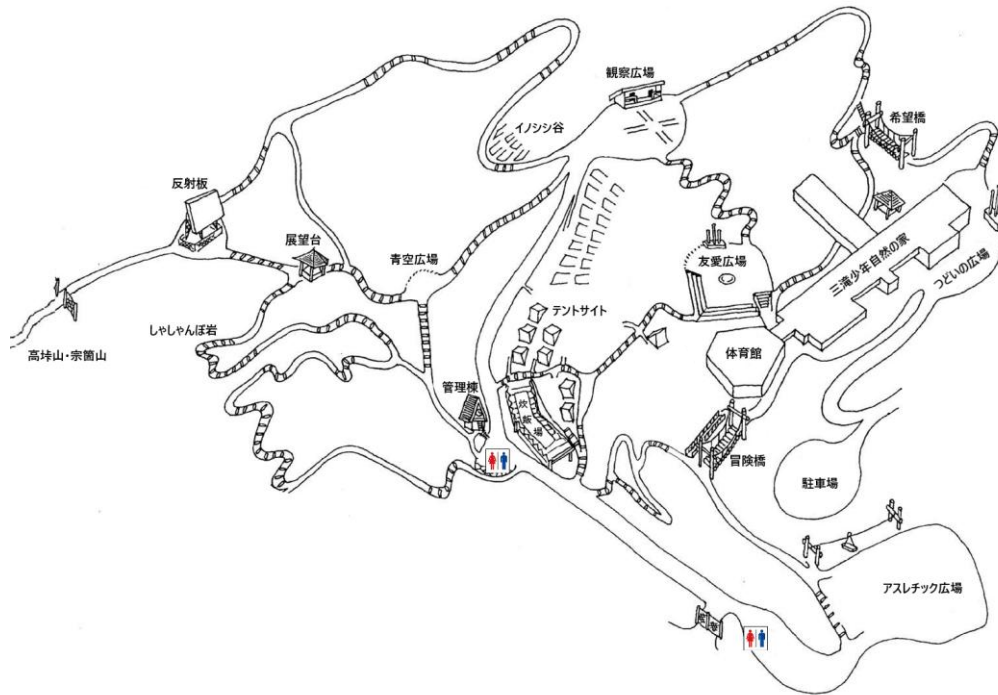 観察広場
希望橋
イノシシ谷
反射板
展望台
青空広場
友愛広場
三滝少年自然の家
つどいの広場
テントサイト
しゃしゃんぼ岩
高垰山・宗箇山
体育館
管理棟
炊飯場
冒険橋
駐車場
アスレチック広場